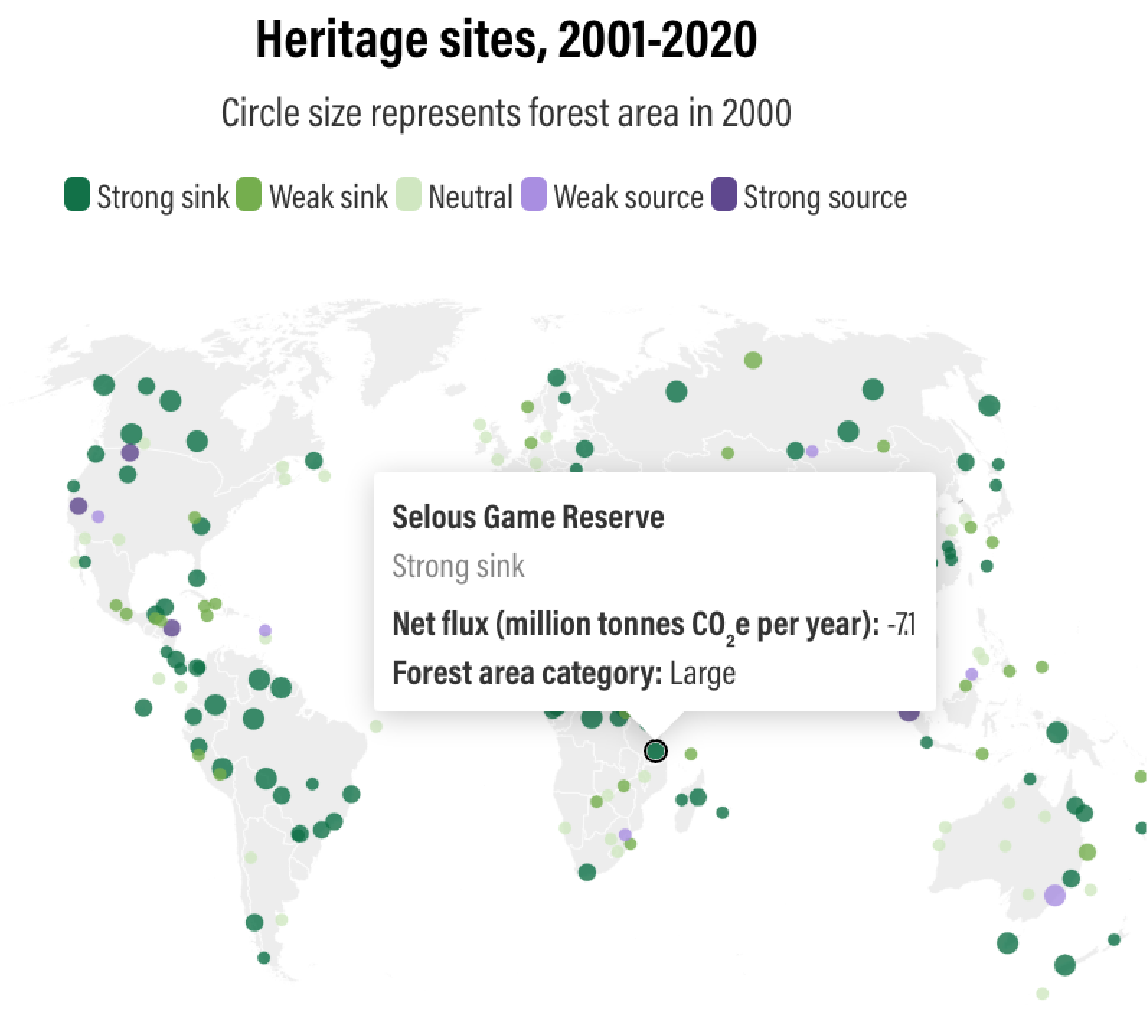 Heritage sites, 2001-2020
Circle size represents forest area in 2000
Strong sink Weak sink Neutral Weak source Strong source
Selous Game Reserve
Strong sink
Net flux (million tonnes CO₂e per year): -7.1
Forest area category: Large